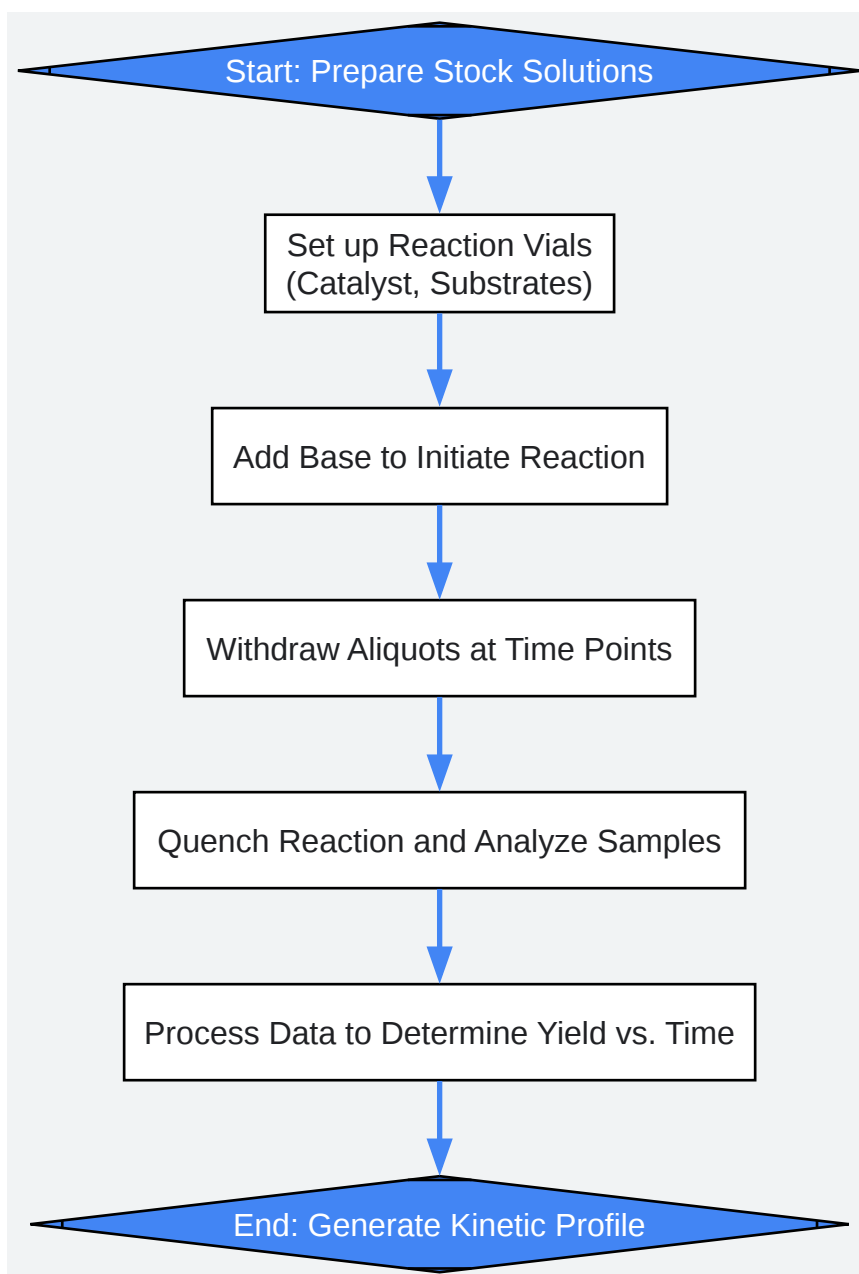 Start: Prepare Stock Solutions
Set up Reaction Vials
(Catalyst, Substrates)
Add Base to Initiate Reaction
Withdraw Aliquots at Time Points
Quench Reaction and Analyze Samples
Process Data to Determine Yield vs. Time
End: Generate Kinetic Profile